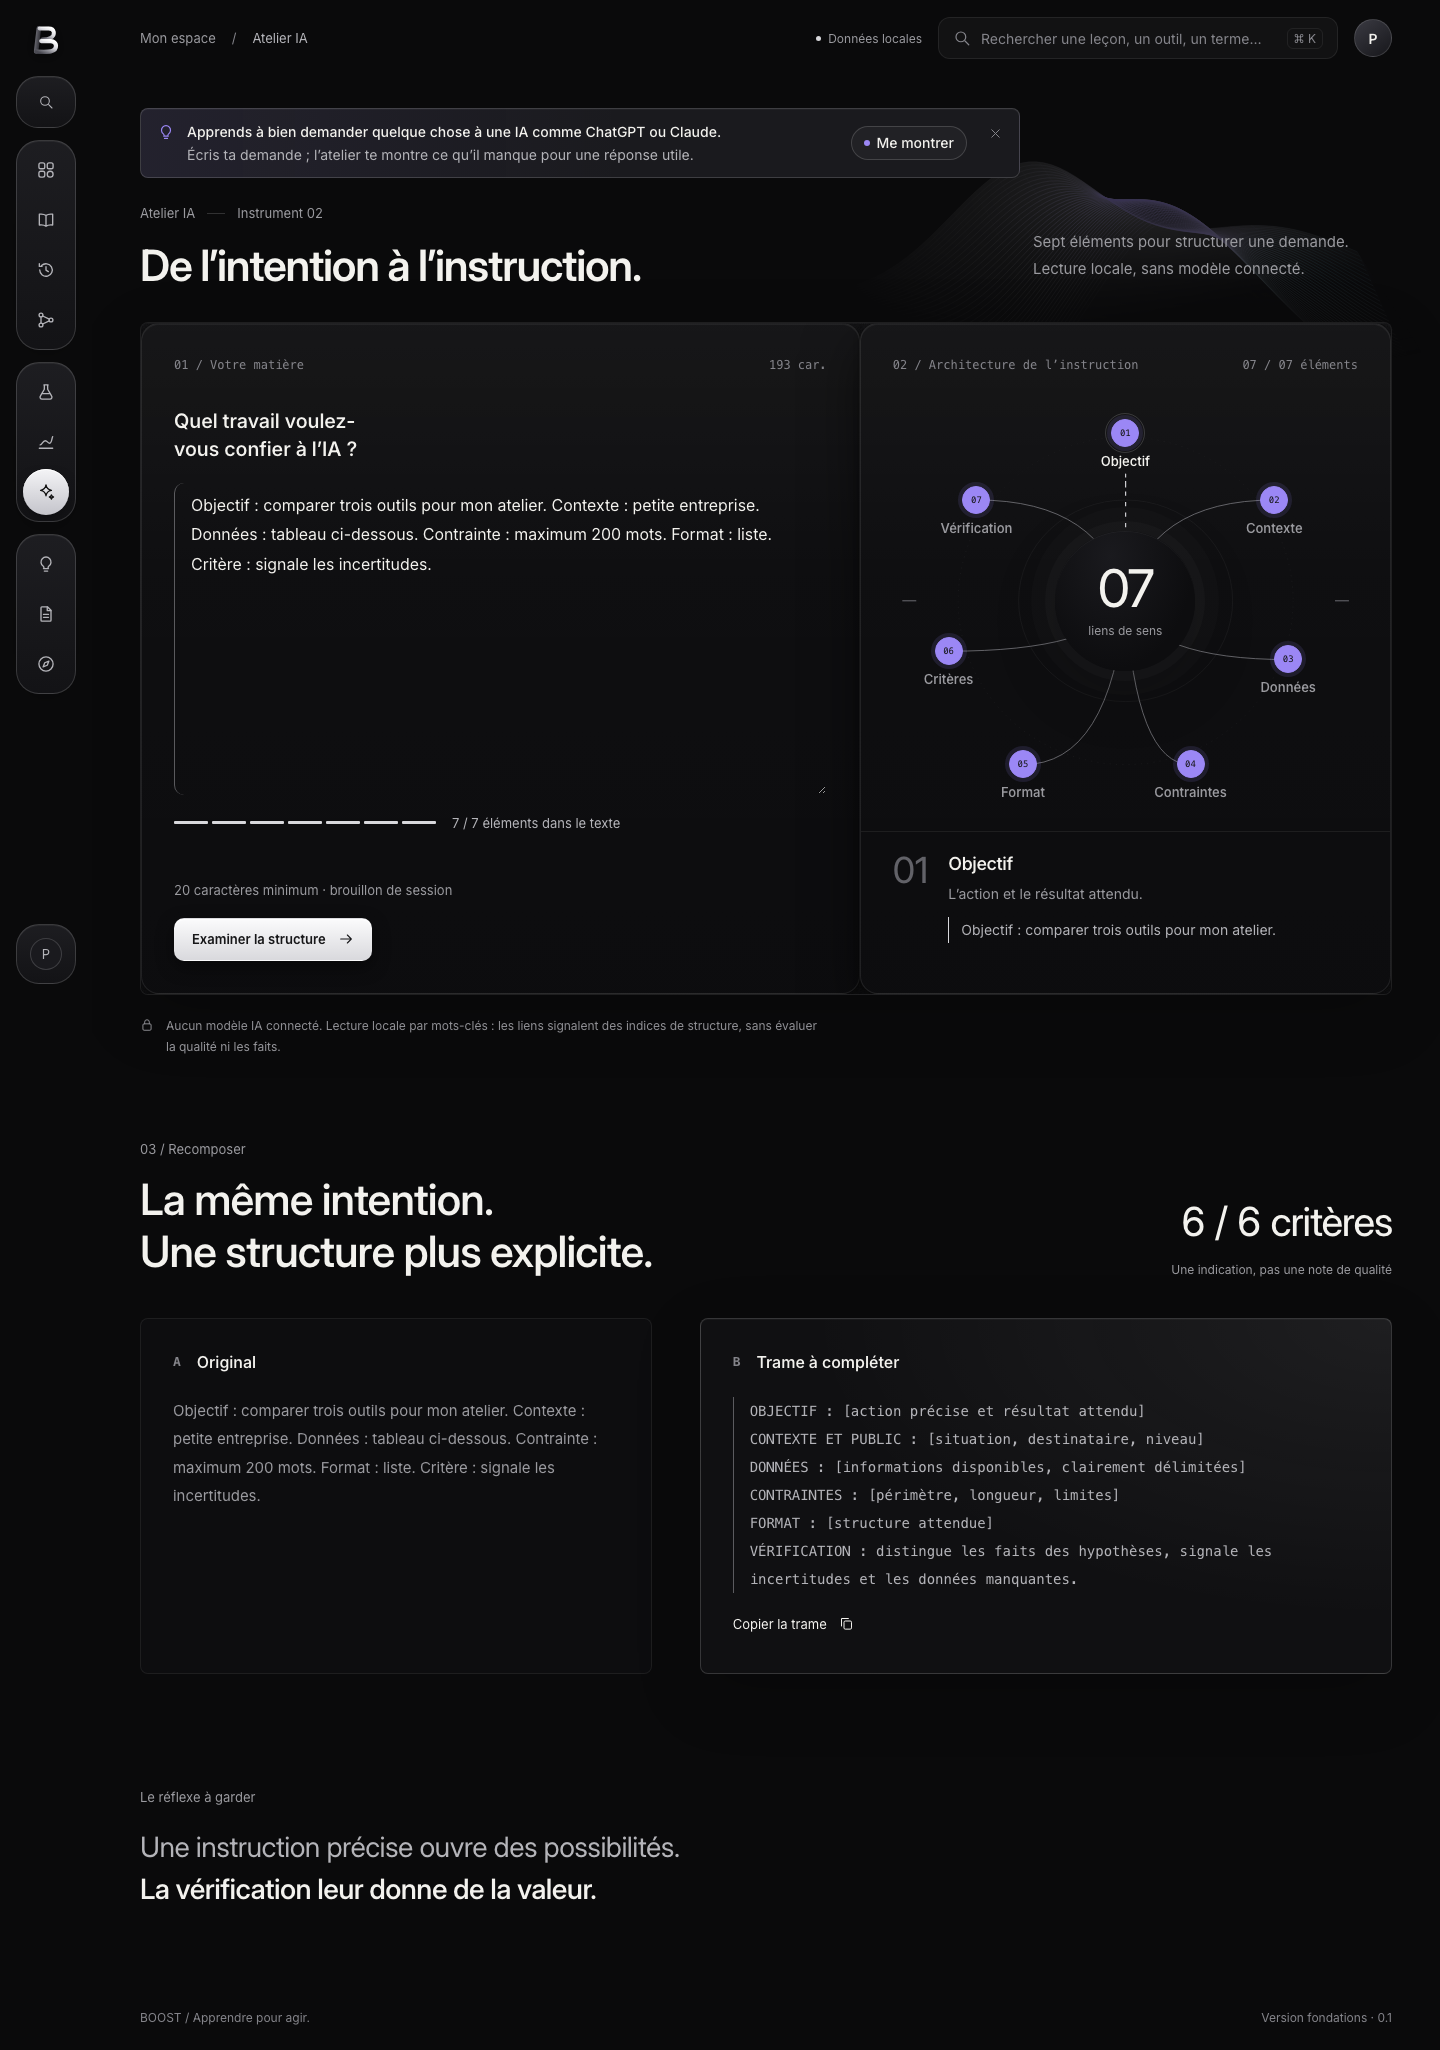 B
Mon espace / Atelier IA
Données locales
Rechercher une leçon, un outil, un terme…
⌘ K
P
Apprends à bien demander quelque chose à une IA comme ChatGPT ou Claude.
Écris ta demande ; l’atelier te montre ce qu’il manque pour une réponse utile.
Me montrer
Atelier IA — Instrument 02
De l’intention à l’instruction.
Sept éléments pour structurer une demande.
Lecture locale, sans modèle connecté.
01 / Votre matière
193 car.
Quel travail voulez-
vous confier à l’IA ?
Objectif : comparer trois outils pour mon atelier. Contexte : petite entreprise.
Données : tableau ci-dessous. Contrainte : maximum 200 mots. Format : liste.
Critère : signale les incertitudes.
7 / 7 éléments dans le texte
20 caractères minimum · brouillon de session
Examiner la structure
02 / Architecture de l’instruction
07 / 07 éléments
01
Objectif
07
Vérification
02
Contexte
07
liens de sens
06
Critères
03
Données
05
Format
04
Contraintes
01
Objectif
L’action et le résultat attendu.
Objectif : comparer trois outils pour mon atelier.
P
Aucun modèle IA connecté. Lecture locale par mots-clés : les liens signalent des indices de structure, sans évaluer
la qualité ni les faits.
03 / Recomposer
La même intention.
Une structure plus explicite.
6 / 6 critères
Une indication, pas une note de qualité
A Original
Objectif : comparer trois outils pour mon atelier. Contexte :
petite entreprise. Données : tableau ci-dessous. Contrainte :
maximum 200 mots. Format : liste. Critère : signale les
incertitudes.
B Trame à compléter
OBJECTIF : [action précise et résultat attendu]
CONTEXTE ET PUBLIC : [situation, destinataire, niveau]
DONNÉES : [informations disponibles, clairement délimitées]
CONTRAINTES : [périmètre, longueur, limites]
FORMAT : [structure attendue]
VÉRIFICATION : distingue les faits des hypothèses, signale les
incertitudes et les données manquantes.
Copier la trame
Le réflexe à garder
Une instruction précise ouvre des possibilités.
La vérification leur donne de la valeur.
BOOST / Apprendre pour agir.
Version fondations · 0.1